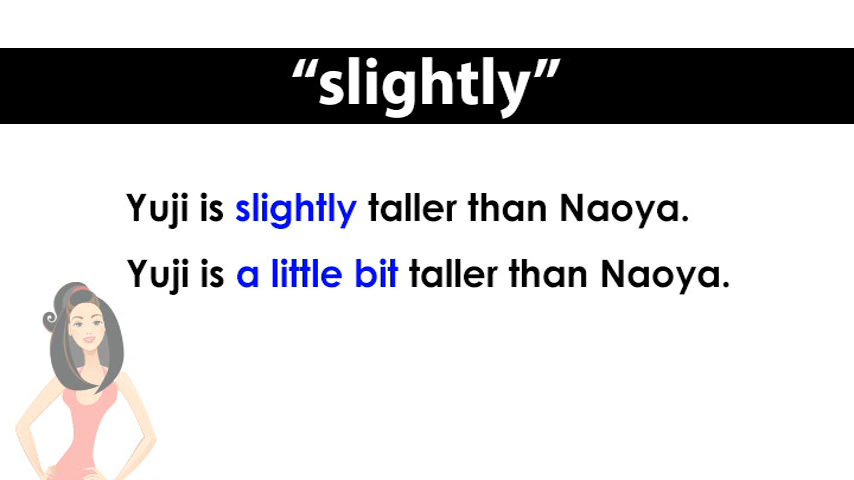 “slightly”
Yuji is slightly taller than Naoya.
Yuji is a little bit taller than Naoya.